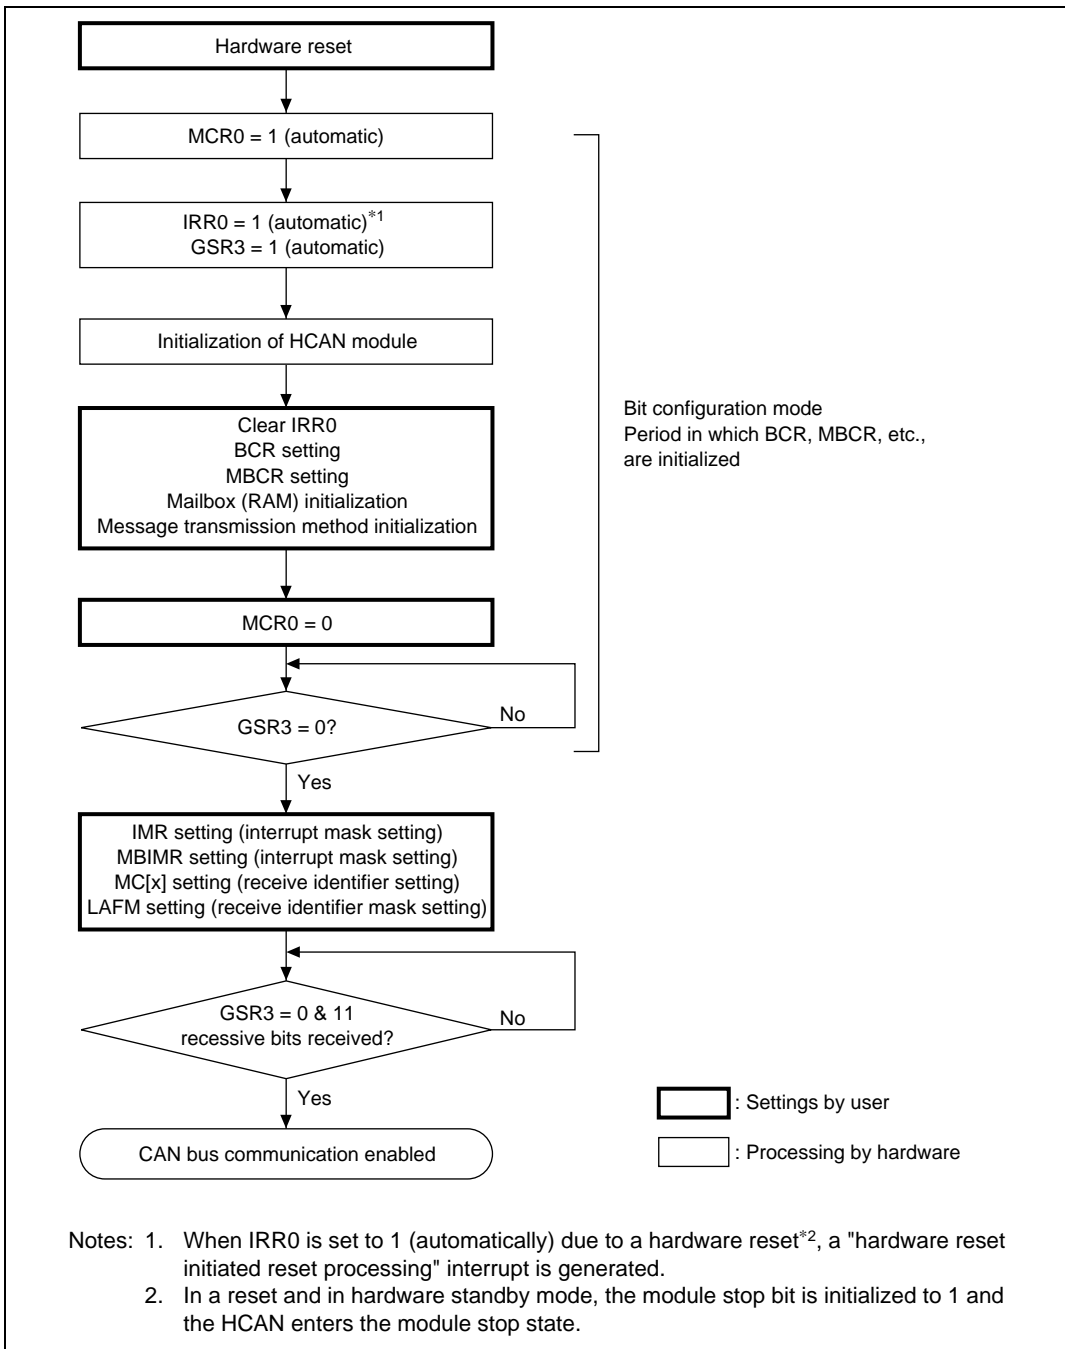 Hardware reset
MCR0 = 1 (automatic)
IRR0 = 1 (automatic)*1
GSR3 = 1 (automatic)
Initialization of HCAN module
Clear IRR0
BCR setting
MBCR setting
Mailbox (RAM) initialization
Message transmission method initialization
Bit configuration mode
Period in which BCR, MBCR, etc.,
are initialized
MCR0 = 0
GSR3 = 0?
No
Yes
IMR setting (interrupt mask setting)
MBIMR setting (interrupt mask setting)
MC[x] setting (receive identifier setting)
LAFM setting (receive identifier mask setting)
GSR3 = 0 & 11
recessive bits received?
No
Yes
CAN bus communication enabled
: Settings by user
: Processing by hardware
Notes: 1. When IRR0 is set to 1 (automatically) due to a hardware reset*2, a "hardware reset
initiated reset processing" interrupt is generated.
2. In a reset and in hardware standby mode, the module stop bit is initialized to 1 and
the HCAN enters the module stop state.